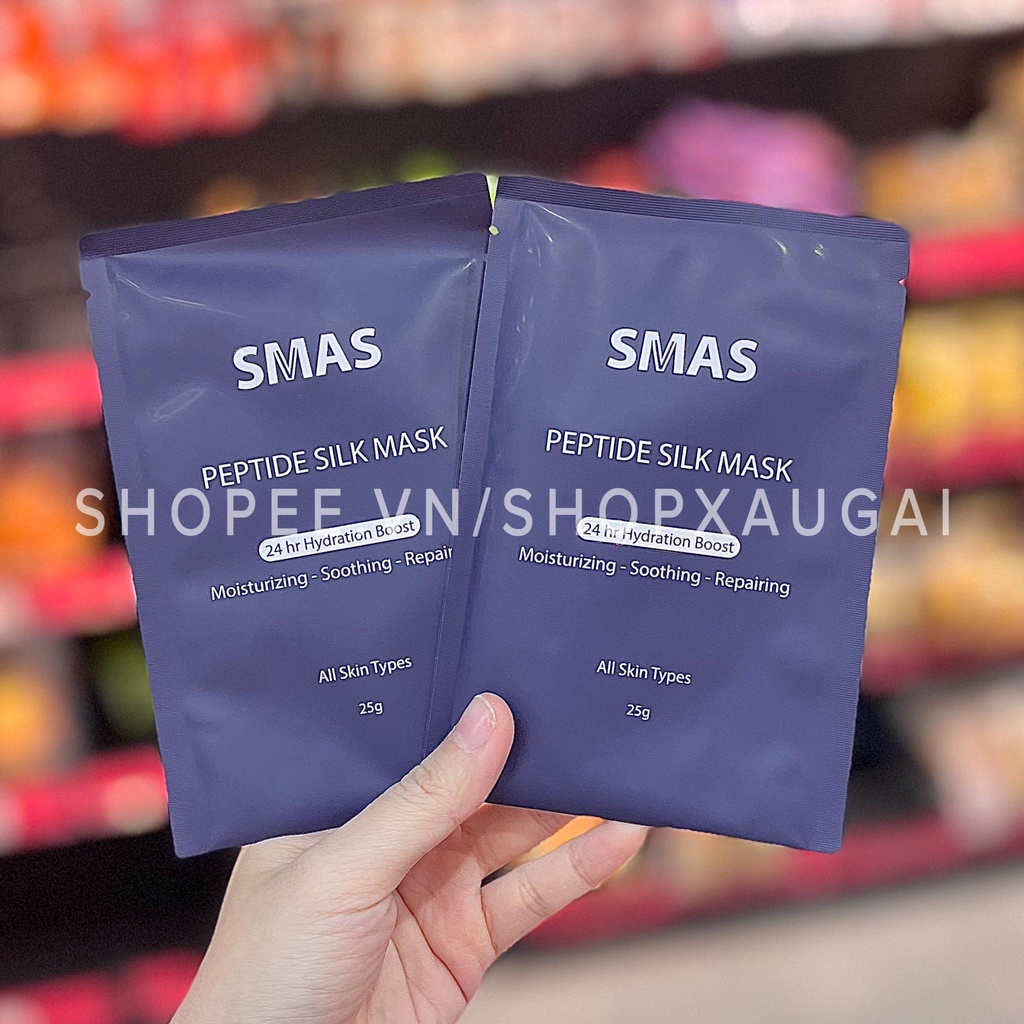 SMAS
PEPTIDE SILK MASK
24 hr Hydration Boost
Moisturizing - Soothing - Repair
All Skin Types
25g
SMAS
PEPTIDE SILK MASK
24 hr Hydration Boost
Moisturizing - Soothing - Repairing
All Skin Types
25g
SHOPEE.VN/SHOPXAUGAI